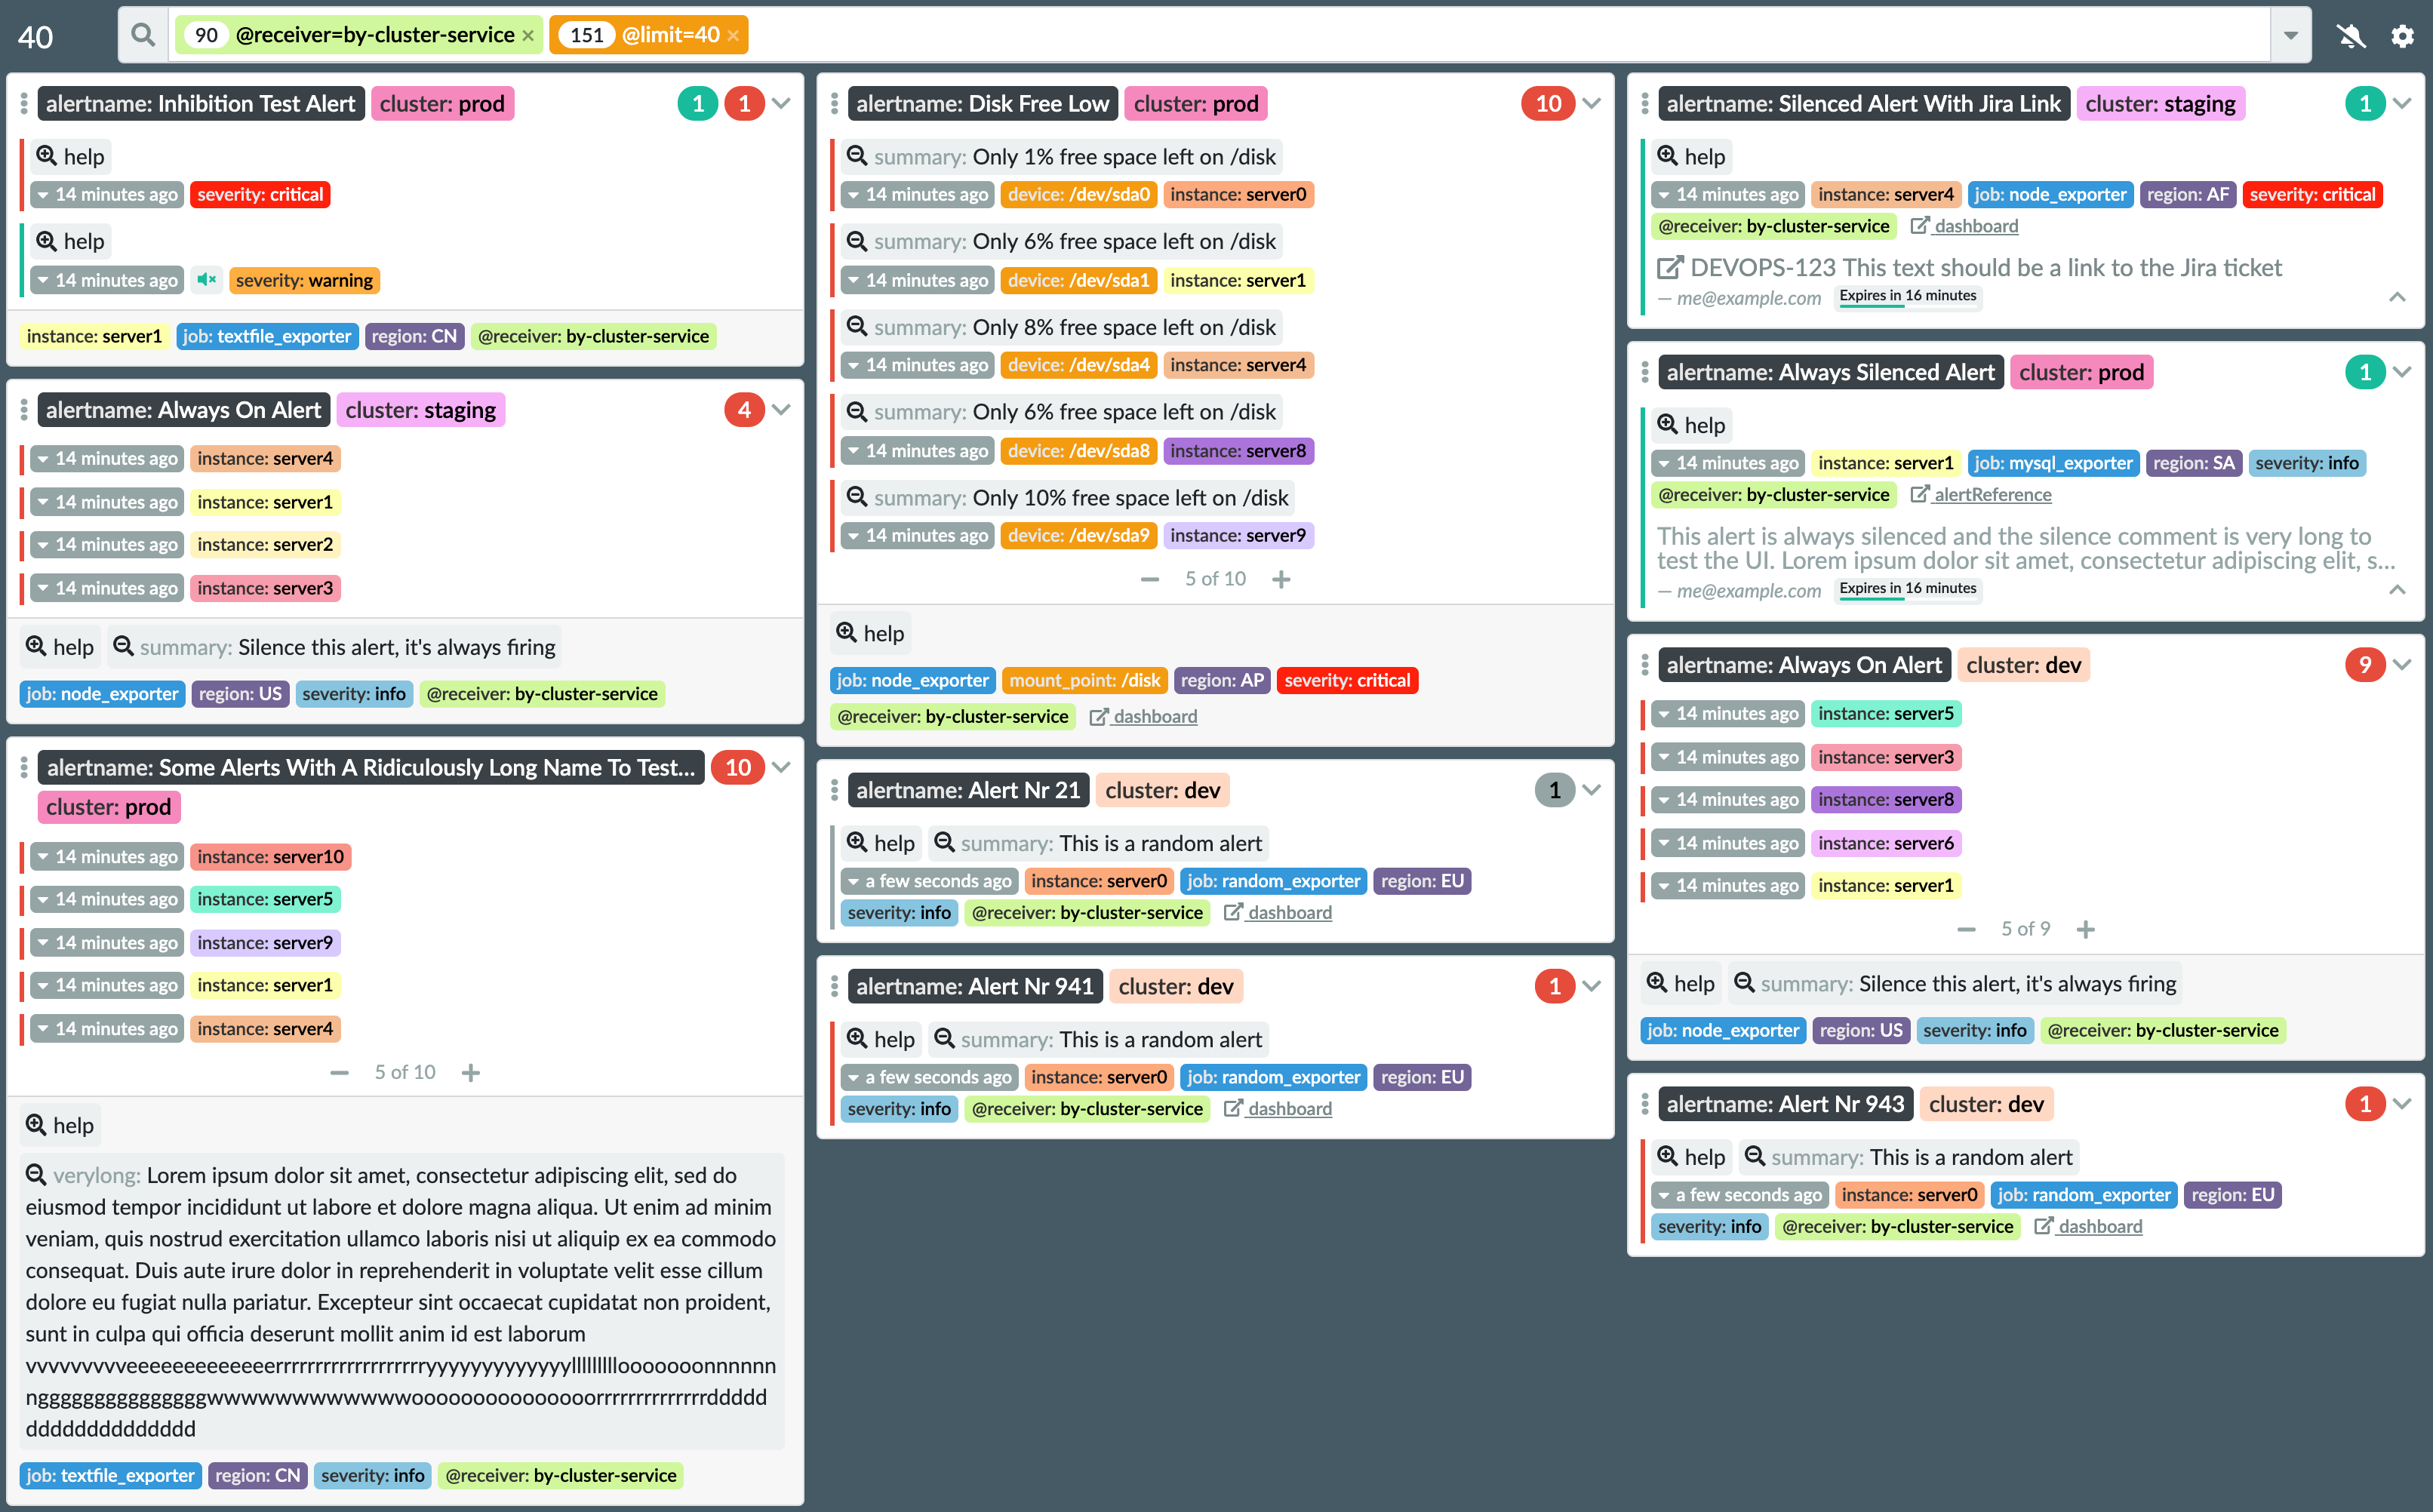 40
90 @receiver=by-cluster-service ×
151 @limit=40 ×
alertname: Inhibition Test Alert cluster: prod 1 1
help
14 minutes ago severity: critical
help
14 minutes ago severity: warning
instance: server1 job: textfile_exporter region: CN @receiver: by-cluster-service
alertname: Always On Alert cluster: staging 4
14 minutes ago instance: server4
14 minutes ago instance: server1
14 minutes ago instance: server2
14 minutes ago instance: server3
help summary: Silence this alert, it's always firing
job: node_exporter region: US severity: info @receiver: by-cluster-service
alertname: Some Alerts With A Ridiculously Long Name To Test... 10
cluster: prod
14 minutes ago instance: server10
14 minutes ago instance: server5
14 minutes ago instance: server9
14 minutes ago instance: server1
14 minutes ago instance: server4
5 of 10
help
verylong: Lorem ipsum dolor sit amet, consectetur adipiscing elit, sed do
eiusmod tempor incididunt ut labore et dolore magna aliqua. Ut enim ad minim
veniam, quis nostrud exercitation ullamco laboris nisi ut aliquip ex ea commodo
consequat. Duis aute irure dolor in reprehenderit in voluptate velit esse cillum
dolore eu fugiat nulla pariatur. Excepteur sint occaecat cupidatat non proident,
sunt in culpa qui officia deserunt mollit anim id est laborum
job: textfile_exporter region: CN severity: info @receiver: by-cluster-service
alertname: Disk Free Low cluster: prod 10
summary: Only 1% free space left on /disk
14 minutes ago device: /dev/sda0 instance: server0
summary: Only 6% free space left on /disk
14 minutes ago device: /dev/sda1 instance: server1
summary: Only 8% free space left on /disk
14 minutes ago device: /dev/sda4 instance: server4
summary: Only 6% free space left on /disk
14 minutes ago device: /dev/sda8 instance: server8
summary: Only 10% free space left on /disk
14 minutes ago device: /dev/sda9 instance: server9
5 of 10
help
job: node_exporter mount_point: /disk region: AP severity: critical
@receiver: by-cluster-service dashboard
alertname: Alert Nr 21 cluster: dev 1
help summary: This is a random alert
a few seconds ago instance: server0 job: random_exporter region: EU
severity: info @receiver: by-cluster-service dashboard
alertname: Alert Nr 941 cluster: dev 1
help summary: This is a random alert
a few seconds ago instance: server0 job: random_exporter region: EU
severity: info @receiver: by-cluster-service dashboard
alertname: Silenced Alert With Jira Link cluster: staging 1
help
14 minutes ago instance: server4 job: node_exporter region: AF severity: critical
@receiver: by-cluster-service dashboard
DEVOPS-123 This text should be a link to the Jira ticket
— me@example.com Expires in 16 minutes
alertname: Always Silenced Alert cluster: prod 1
help
14 minutes ago instance: server1 job: mysql_exporter region: SA severity: info
@receiver: by-cluster-service alertReference
This alert is always silenced and the silence comment is very long to
test the UI. Lorem ipsum dolor sit amet, consectetur adipiscing elit, s...
— me@example.com Expires in 16 minutes
alertname: Always On Alert cluster: dev 9
14 minutes ago instance: server5
14 minutes ago instance: server3
14 minutes ago instance: server8
14 minutes ago instance: server6
14 minutes ago instance: server1
5 of 9
help summary: Silence this alert, it's always firing
job: node_exporter region: US severity: info @receiver: by-cluster-service
alertname: Alert Nr 943 cluster: dev 1
help summary: This is a random alert
a few seconds ago instance: server0 job: random_exporter region: EU
severity: info @receiver: by-cluster-service dashboard